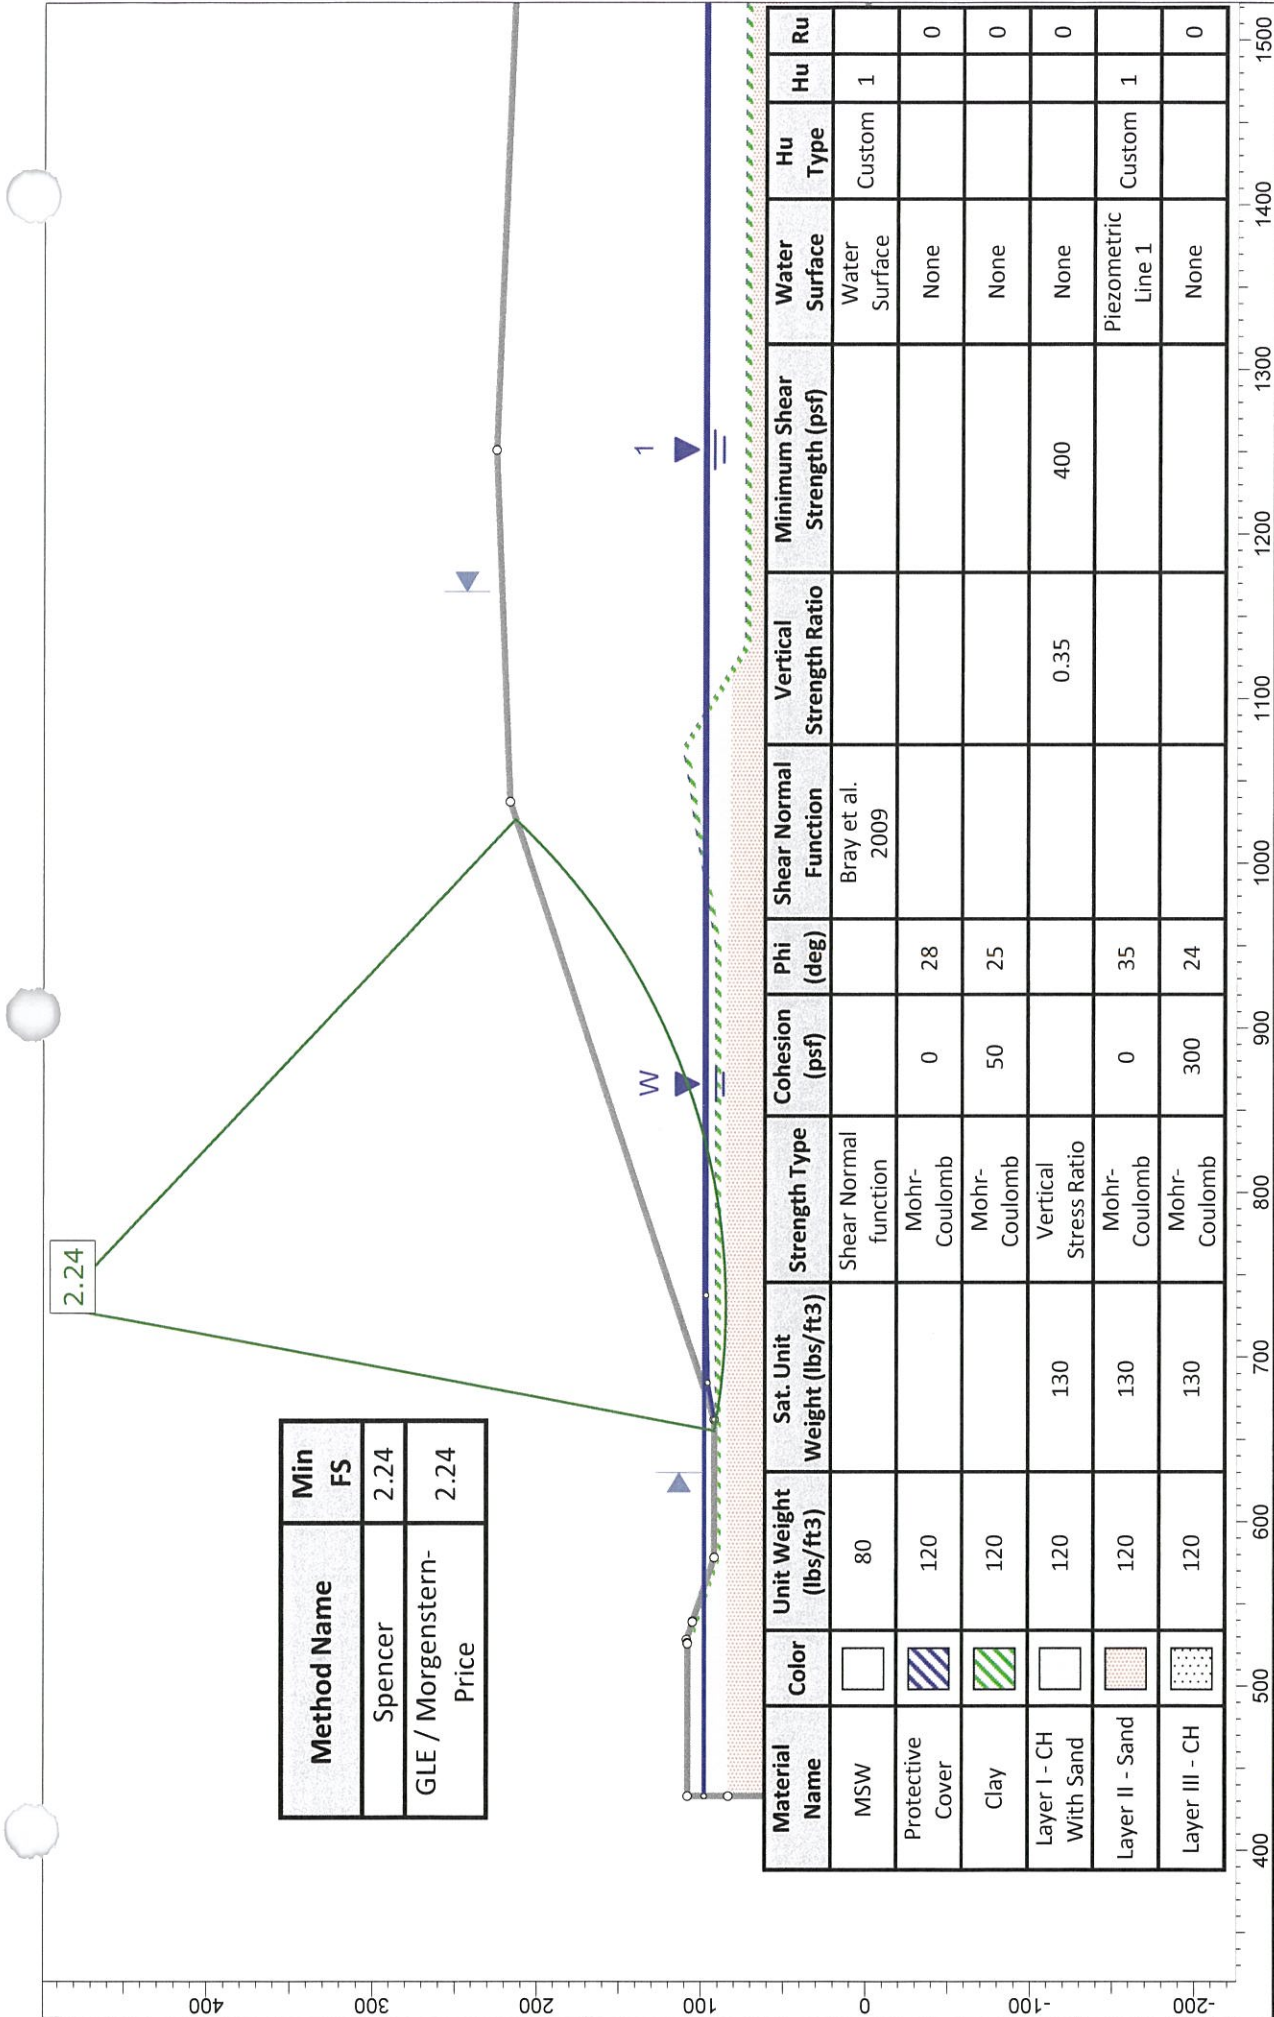 2.24
Method Name
Min
FS
Spencer
2.24
GLE / Morgenstern-
Price
2.24
W
1
Material
Name
Color
Unit Weight
(lbs/ft3)
Sat. Unit
Weight (lbs/ft3)
Strength Type
Cohesion
(psf)
Phi
(deg)
Shear Normal
Function
Vertical
Strength Ratio
Minimum Shear
Strength (psf)
Water
Surface
Hu
Type
Hu
Ru
MSW
80
Shear Normal
function
Bray et al.
2009
Water
Surface
Custom
1
Protective
Cover
120
Mohr-
Coulomb
0
28
None
0
Clay
120
Mohr-
Coulomb
50
25
None
0
Layer I - CH
With Sand
120
130
Vertical
Stress Ratio
0.35
400
None
0
Layer II - Sand
120
130
Mohr-
Coulomb
0
35
Piezometric
Line 1
Custom
1
Layer III - CH
120
130
Mohr-
Coulomb
300
24
None
0
400
300
200
100
0
-100
-200
400
500
600
700
800
900
1000
1100
1200
1300
1400
1500